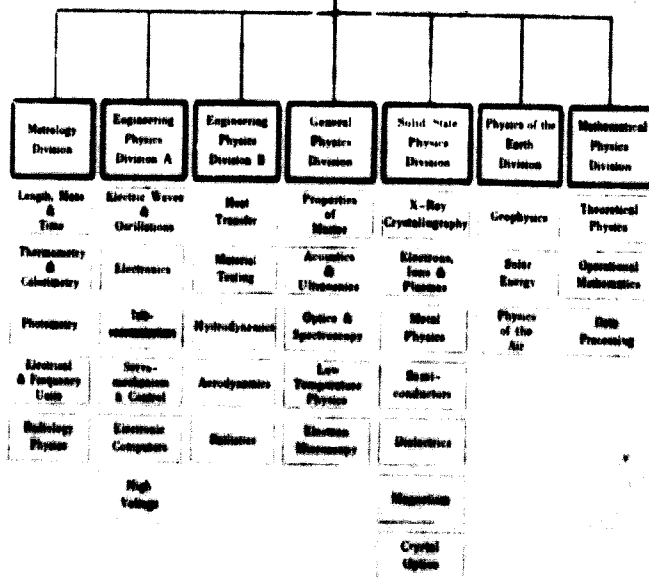 Metrology
Division
Length, Mass
&
Time
Thermometry
&
Calorimetry
Photometry
Electrical
& Frequency
Units
Radiology
Physics
Engineering
Physics
Division A
Electric Waves
&
Oscillations
Electronics
Servo-
mechanism
& Control
Electronic
Computers
High
Voltage
Engineering
Physics
Division B
Heat
Transfer
Material
Testing
Hydrodynamics
Aerodynamics
Ballistics
General
Physics
Division
Properties
of
Matter
Acoustics
&
Ultrasonics
Optics &
Spectroscopy
Low
Temperature
Physics
Electron
Microscopy
Solid State
Physics
Division
X-Ray
Crystallography
Electrons,
Ions &
Plasmas
Metal
Physics
Semi-
conductors
Dielectrics
Magnetism
Crystal
Physics of the
Earth
Division
Geophysics
Solar
Energy
Physics
of the
Air
Mathematical
Physics
Division
Theoretical
Physics
Operational
Mathematics
Data
Processing